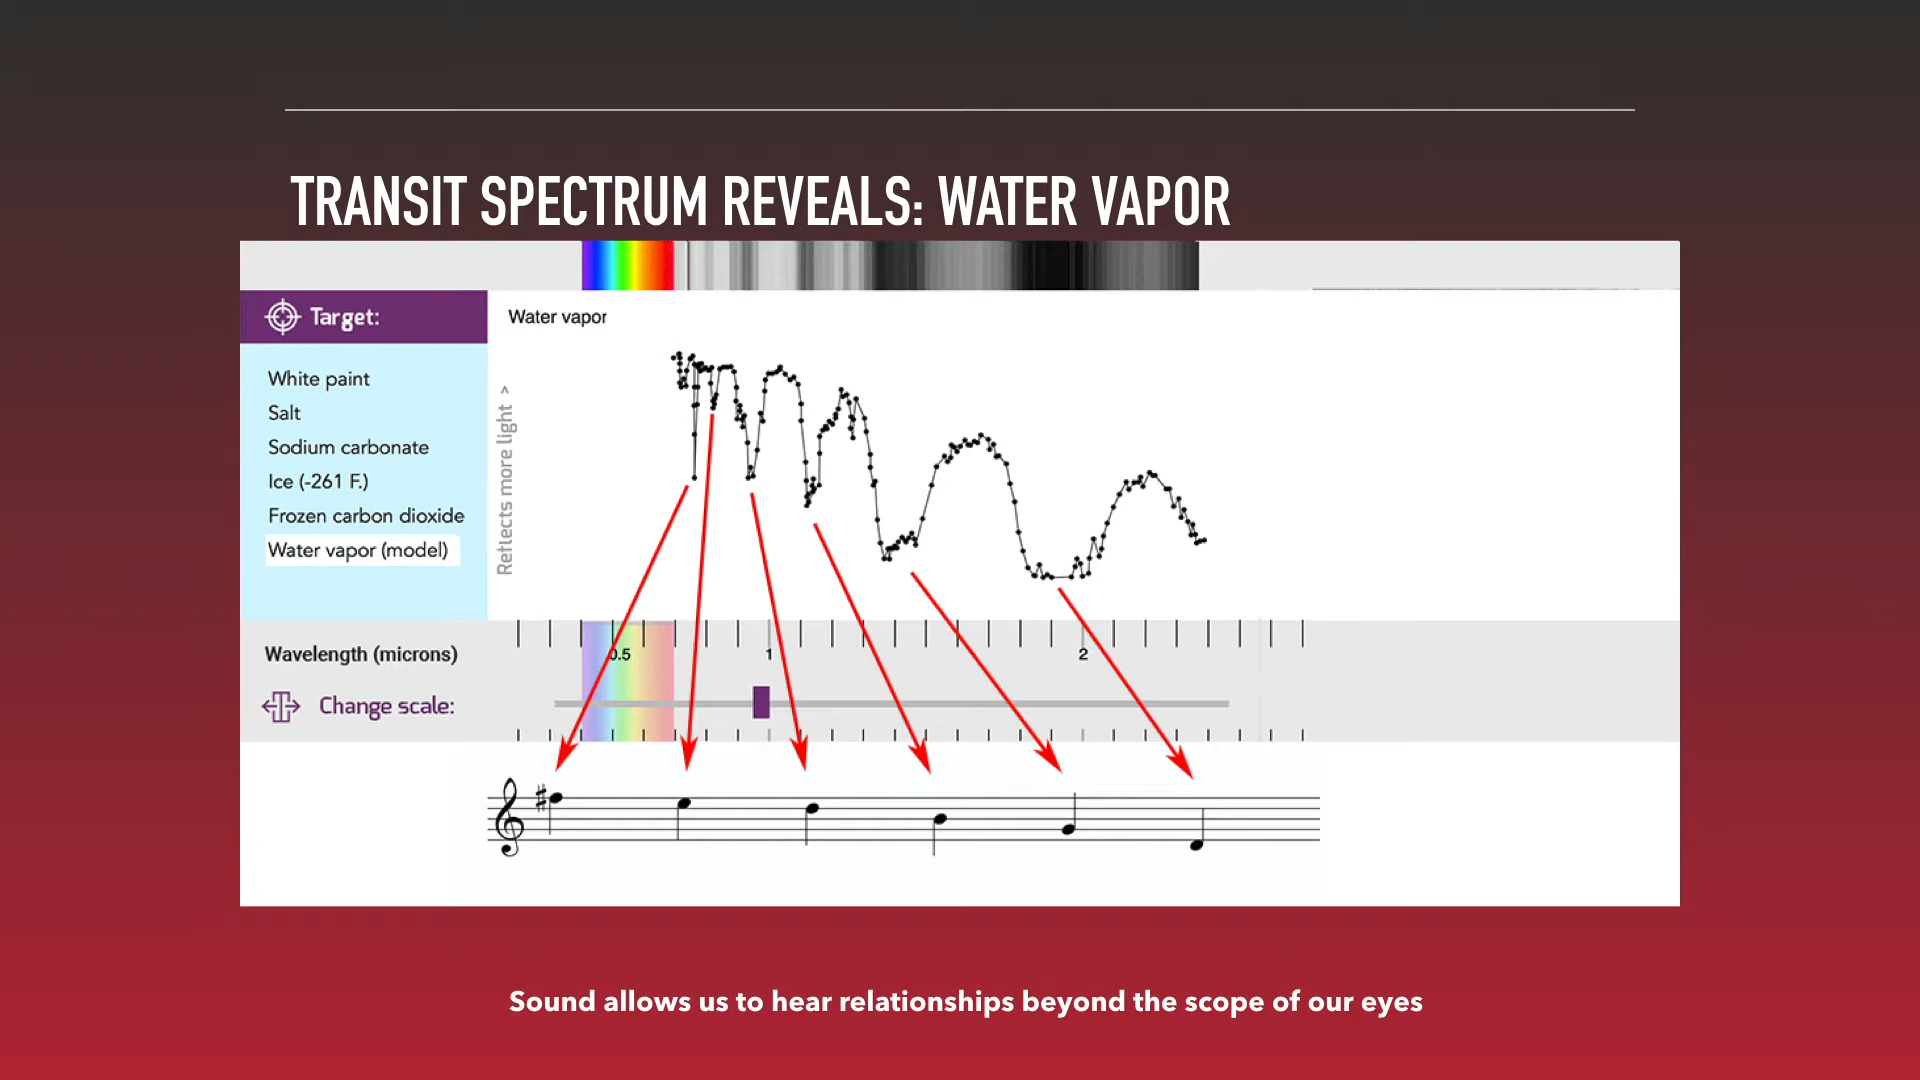 TRANSIT SPECTRUM REVEALS: WATER VAPOR
Target:
White paint
Salt
Sodium carbonate
Ice (-261 F.)
Frozen carbon dioxide
Water vapor (model)
Water vapor
Reflects more light >
Wavelength (microns)
0.5 1 2
Change scale:
Sound allows us to hear relationships beyond the scope of our eyes